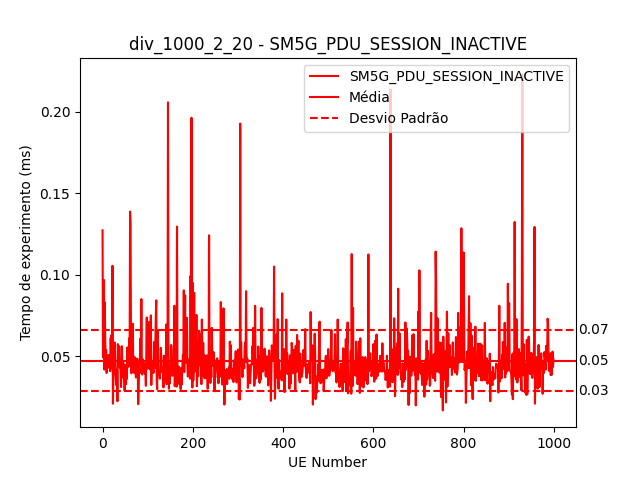 div_1000_2_20 - SM5G_PDU_SESSION_INACTIVE
SM5G_PDU_SESSION_INACTIVE
Média
Desvio Padrão
Tempo de experimento (ms)
0.20
0.15
0.10
0.05
0.07
0.05
0.03
0
200
400
600
800
1000
UE Number